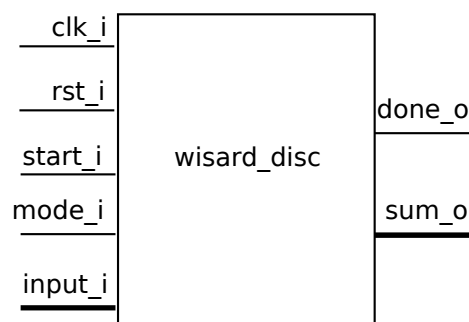 clk_i
rst_i
start_i
mode_i
input_i
wisard_disc
done_o
sum_o